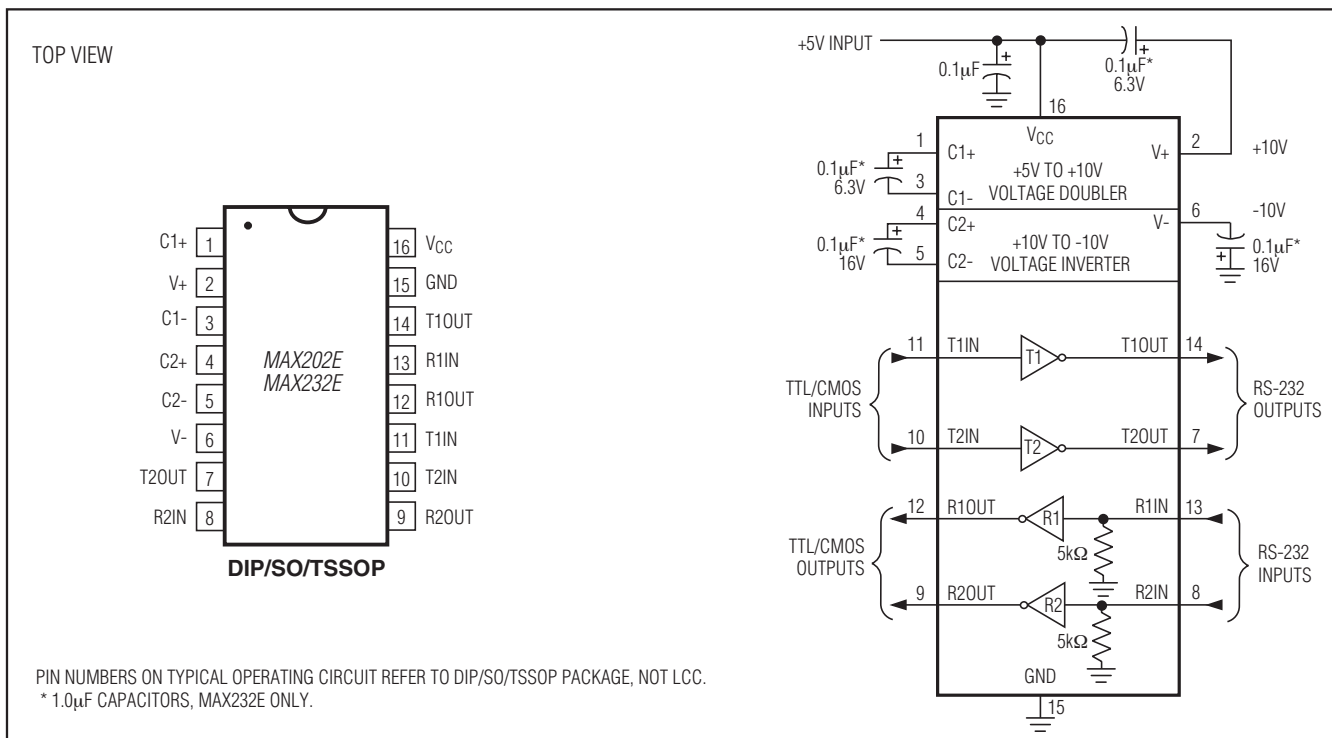 TOP VIEW
C1+ 1
V+ 2
C1- 3
C2+ 4
C2- 5
V- 6
T2OUT 7
R2IN 8
16 VCC
15 GND
14 T1OUT
13 R1IN
12 R1OUT
11 T1IN
10 T2IN
9 R2OUT
MAX202E
MAX232E
DIP/SO/TSSOP
+5V INPUT
0.1μF
0.1μF*
6.3V
16
VCC
1
C1+
0.1μF*
6.3V
3
C1-
+5V TO +10V
VOLTAGE DOUBLER
V+
2
+10V
4
C2+
0.1μF*
16V
5
C2-
+10V TO -10V
VOLTAGE INVERTER
V-
6
-10V
0.1μF*
16V
TTL/CMOS
INPUTS
11 T1IN T1 T1OUT 14
10 T2IN T2 T2OUT 7
RS-232
OUTPUTS
TTL/CMOS
OUTPUTS
12 R1OUT R1 R1IN 13
5kΩ
9 R2OUT R2 R2IN 8
5kΩ
RS-232
INPUTS
GND
15
PIN NUMBERS ON TYPICAL OPERATING CIRCUIT REFER TO DIP/SO/TSSOP PACKAGE, NOT LCC.
* 1.0μF CAPACITORS, MAX232E ONLY.